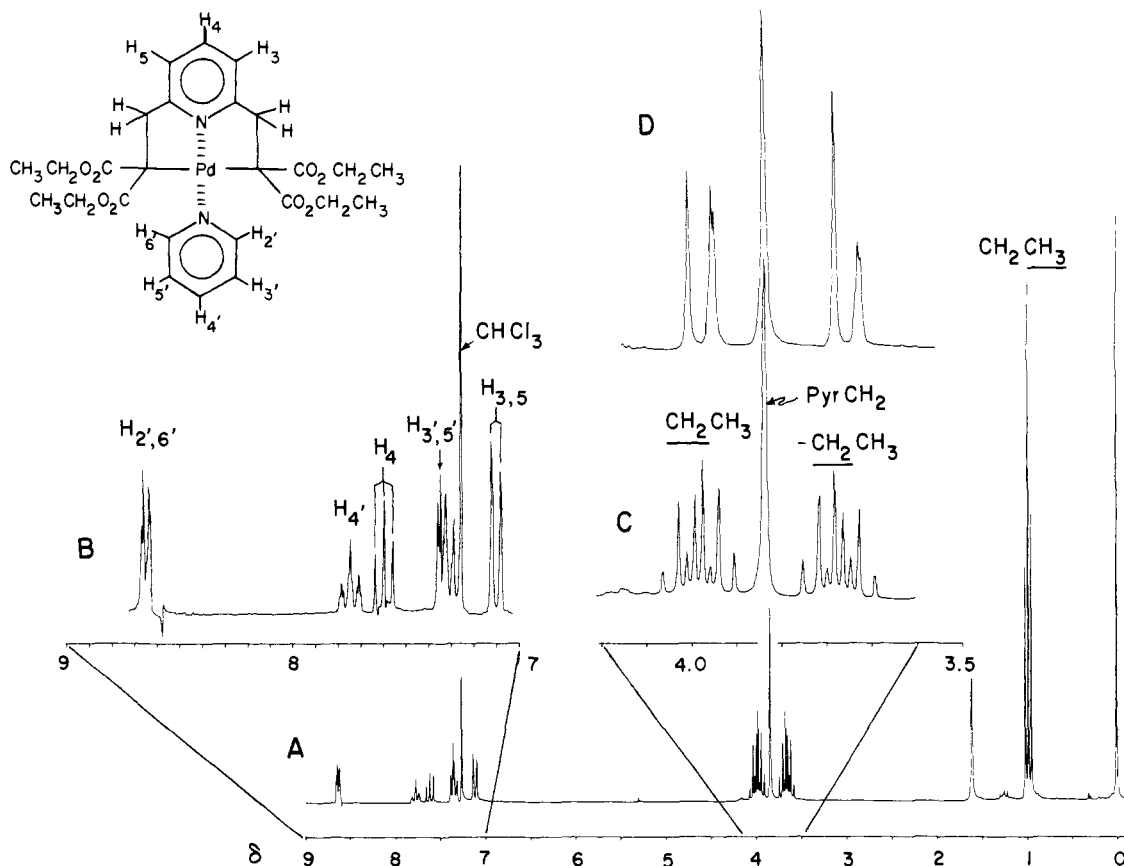 H4
H5
H3
H
H
N
H
H
CH3CH2O2C
Pd
CO2CH2CH3
CH3CH2O2C
CO2CH2CH3
N
H6'
H2'
H5'
H3'
H4'
D
CH2CH3
CHCl3
H3,5
PyrCH2
H2',6'
H3',5'
H4
CH2CH3
-CH2CH3
H4'
B
C
9
8
7
4.0
3.5
A
δ
9
8
7
6
5
4
3
2
1
0